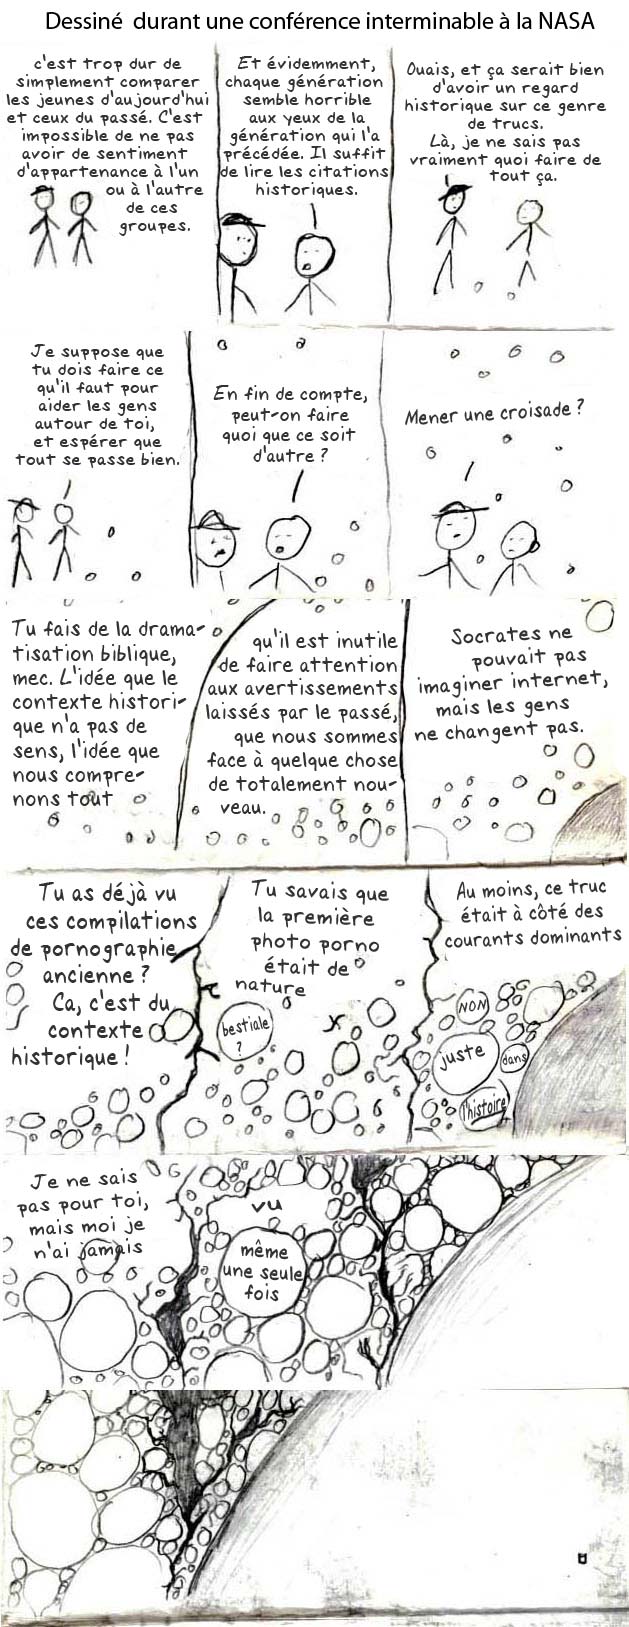 Dessiné durant une conférence interminable à la NASA
c'est trop dur de
simplement comparer
les jeunes d'aujourd'hui
et ceux du passé. C'est
impossible de ne pas
avoir de sentiment
d'appartenance à l'un
ou à l'autre
de ces
groupes.
Et évidemment,
chaque génération
semble horrible
aux yeux de la
génération qui l'a
précédée. Il suffit
de lire les citations
historiques.
Ouais, et ça serait bien
d'avoir un regard
historique sur ce genre
de trucs.
Là, je ne sais pas
vraiment quoi faire de
tout ça.
Je suppose que
tu dois faire ce
qu'il faut pour
aider les gens
autour de toi,
et espérer que
tout se passe bien.
En fin de compte,
peut-on faire
quoi que ce soit
d'autre ?
Mener une croisade ?
Tu fais de la drama-
tisation biblique,
mec. L'idée que le
contexte histori-
que n'a pas de
sens, l'idée que
nous compre-
nons tout
qu'il est inutile
de faire attention
aux avertissements
laissés par le passé,
que nous sommes
face à quelque chose
de totalement nou-
veau.
Socrates ne
pouvait pas
imaginer internet,
mais les gens
ne changent pas.
Tu as déjà vu
ces compilations
de pornographie
ancienne ?
Ca, c'est du
contexte
historique !
Tu savais que
la première
photo porno
était de
nature
bestiale
?
Au moins, ce truc
était à côté des
courants dominants
NON
juste
dans
l'histoire
Je ne sais
pas pour toi,
mais moi je
n'ai jamais
vu
même
une seule
fois